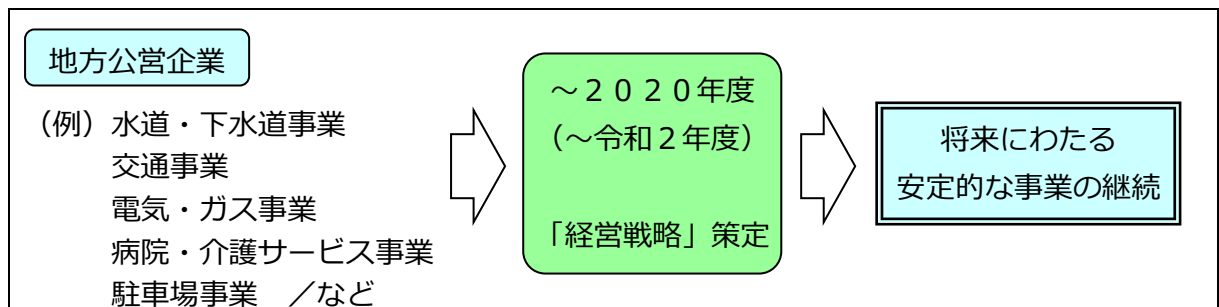 地方公営企業
（例）水道・下水道事業
交通事業
電気・ガス事業
病院・介護サービス事業
駐車場事業　／など
～２０２０年度
（～令和２年度）
「経営戦略」策定
将来にわたる
安定的な事業の継続